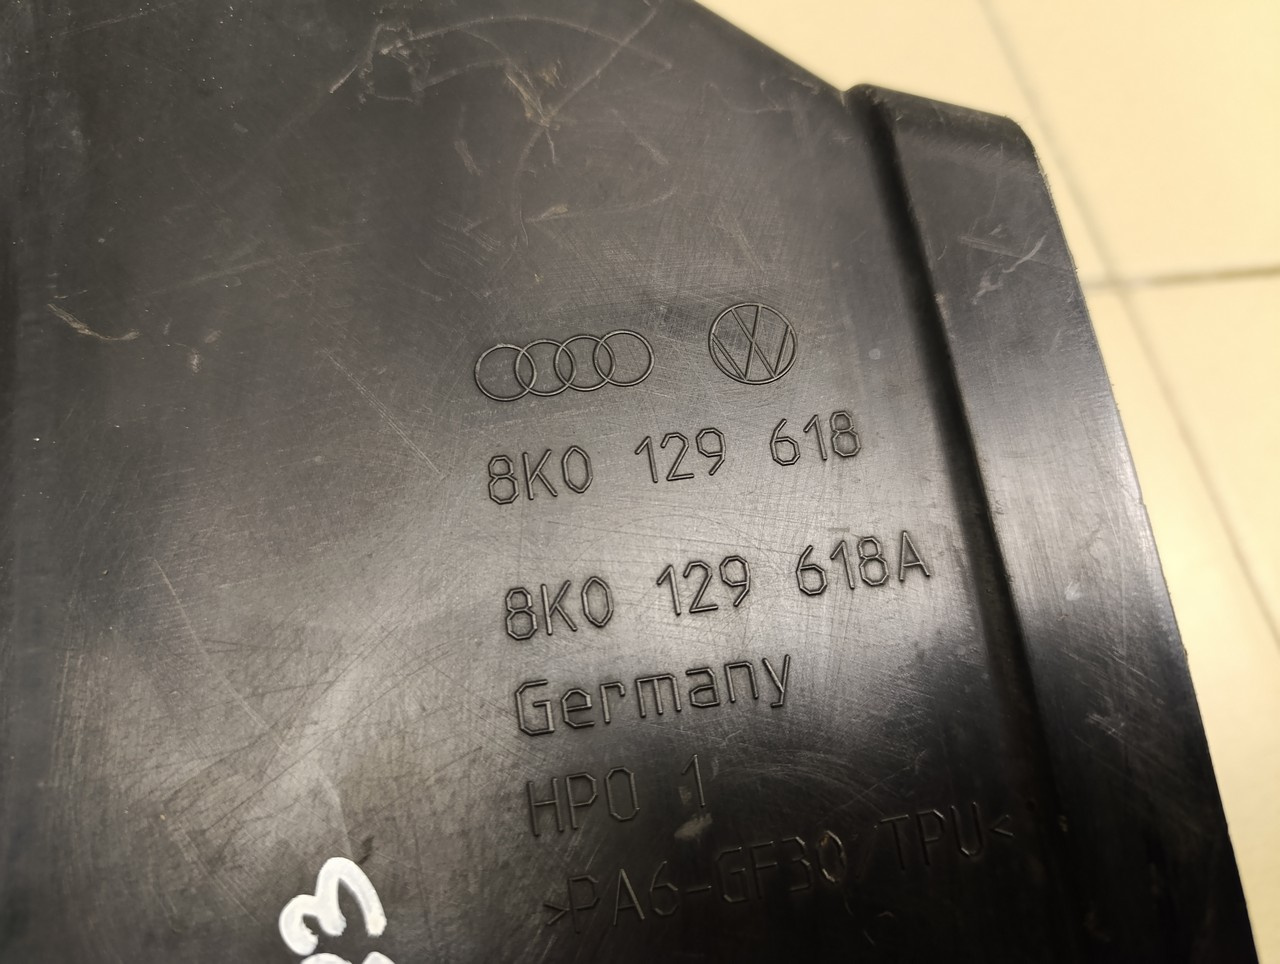 8K0 129 618
8K0 129 618A
Germany
HPO 1
>PA6-GF30/TPU<